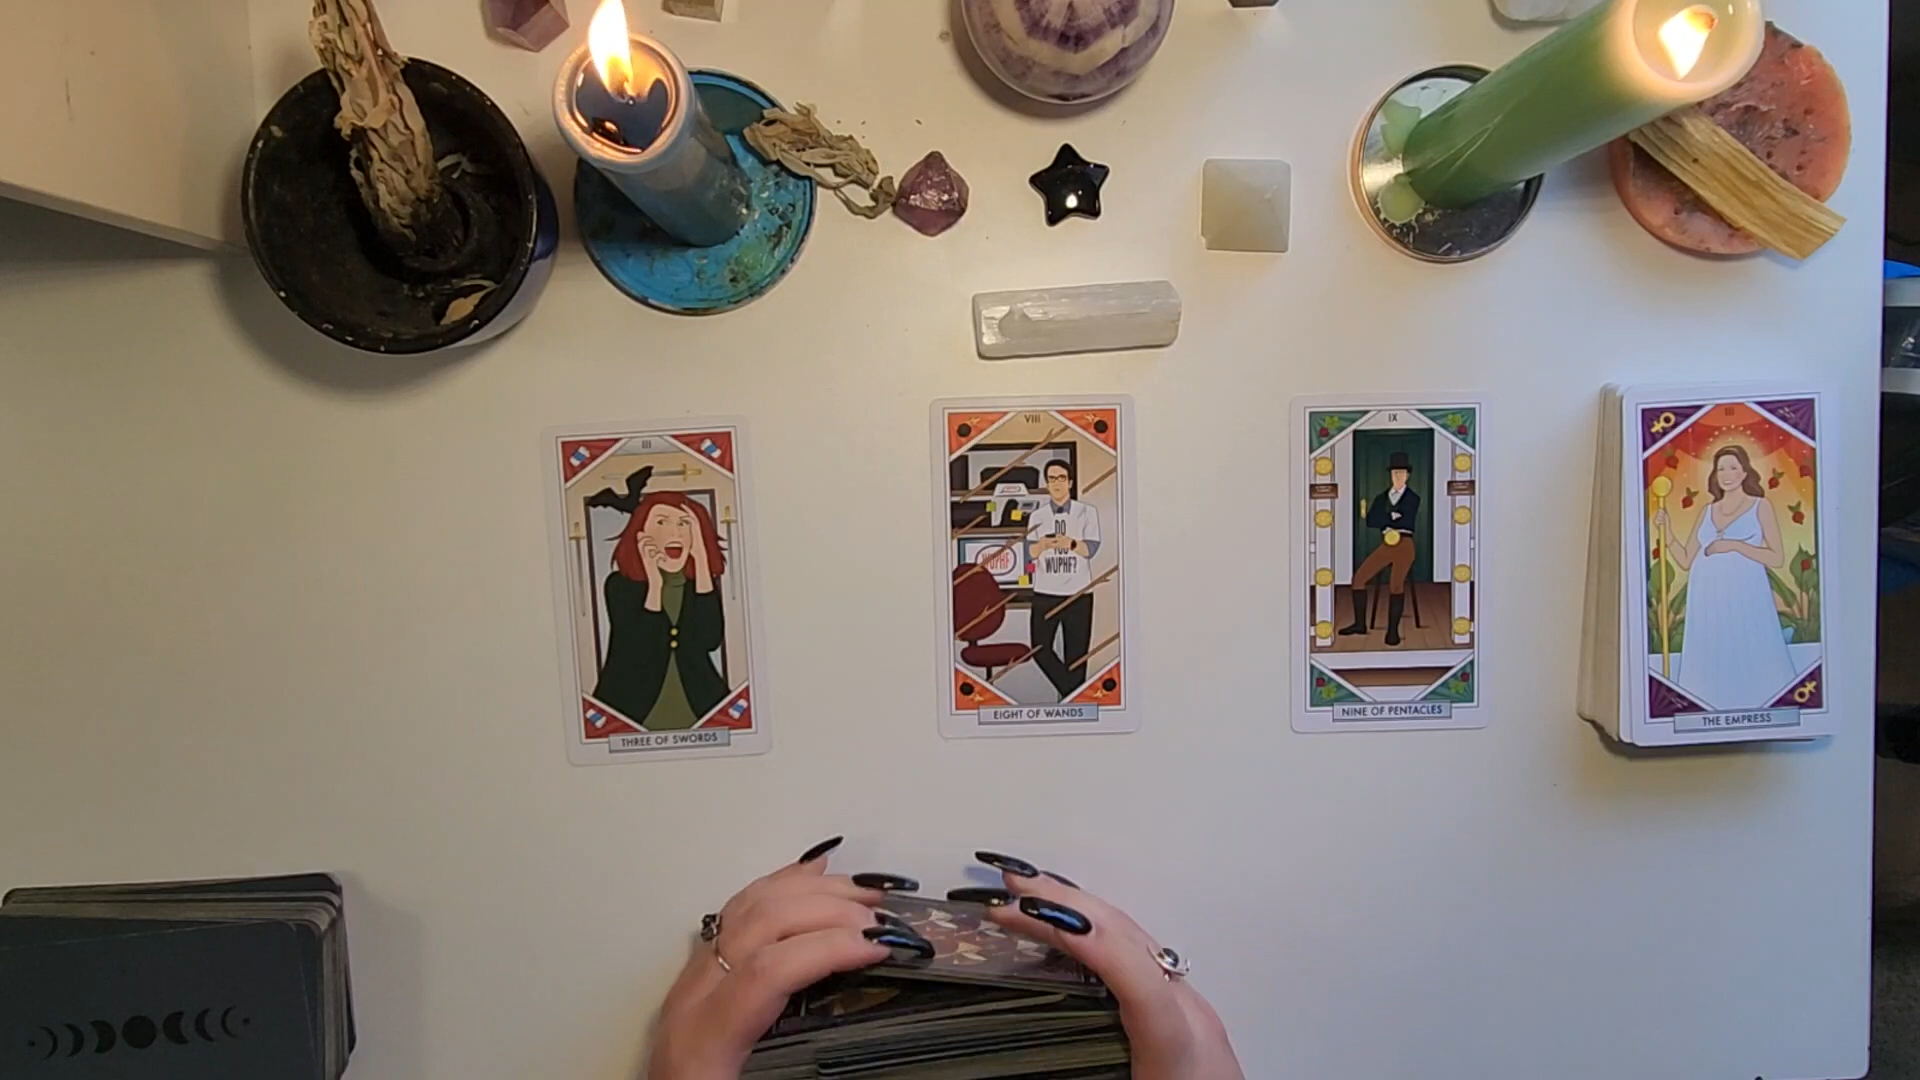 III
THREE OF SWORDS
VIII
DO
YOU
WUPHF?
WUPHF
EIGHT OF WANDS
IX
NINE OF PENTACLES
III
THE EMPRESS